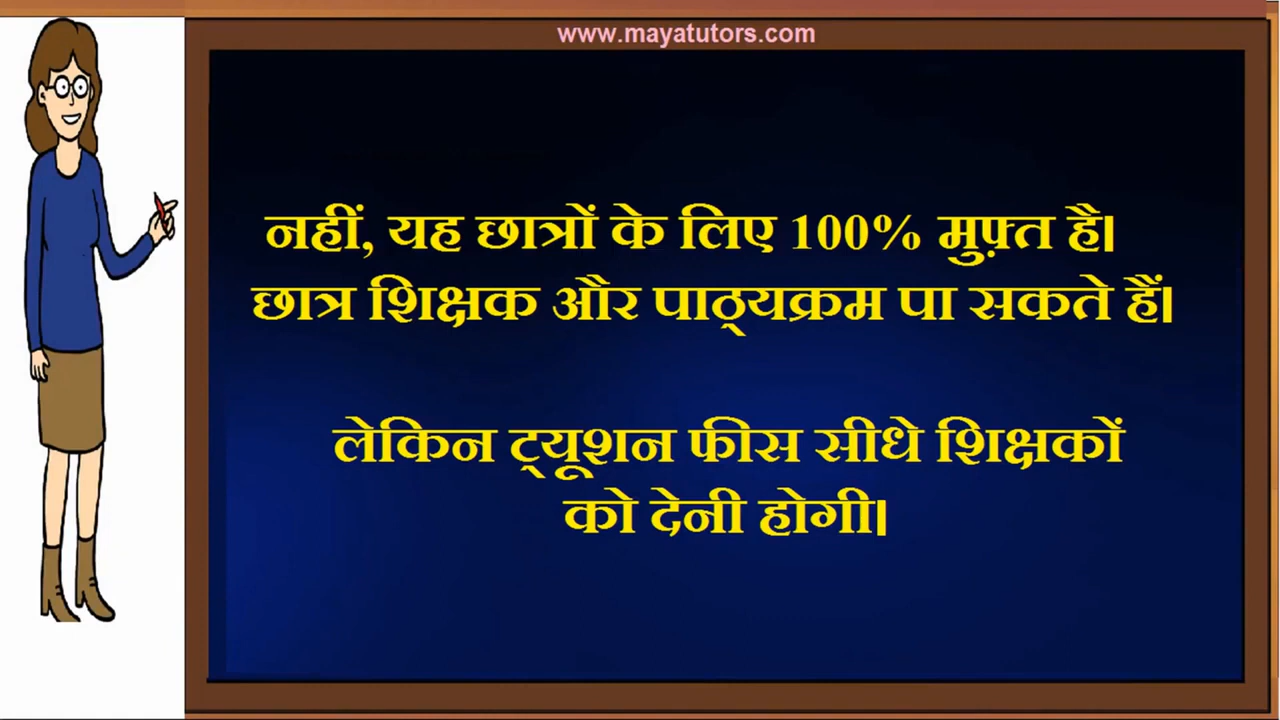 www.mayatutors.com
नहीं, यह छात्रों के लिए 100% मुफ़्त है।
छात्र शिक्षक और पाठ्यक्रम पा सकते हैं।
लेकिन ट्यूशन फीस सीधे शिक्षकों
को देनी होगी।